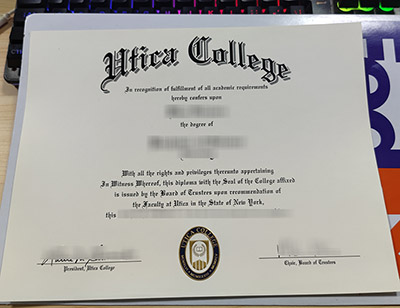 Utica College
In recognition of fulfillment of all academic requirements
hereby confers upon
the degree of
With all the rights and privileges thereunto appertaining
In Witness Whereof, this diploma with the Seal of the College affixed
is issued by the Board of Trustees upon recommendation of
the Faculty at Utica in the State of New York,
this
President, Utica College
Chair, Board of Trustees
UTICA COLLEGE